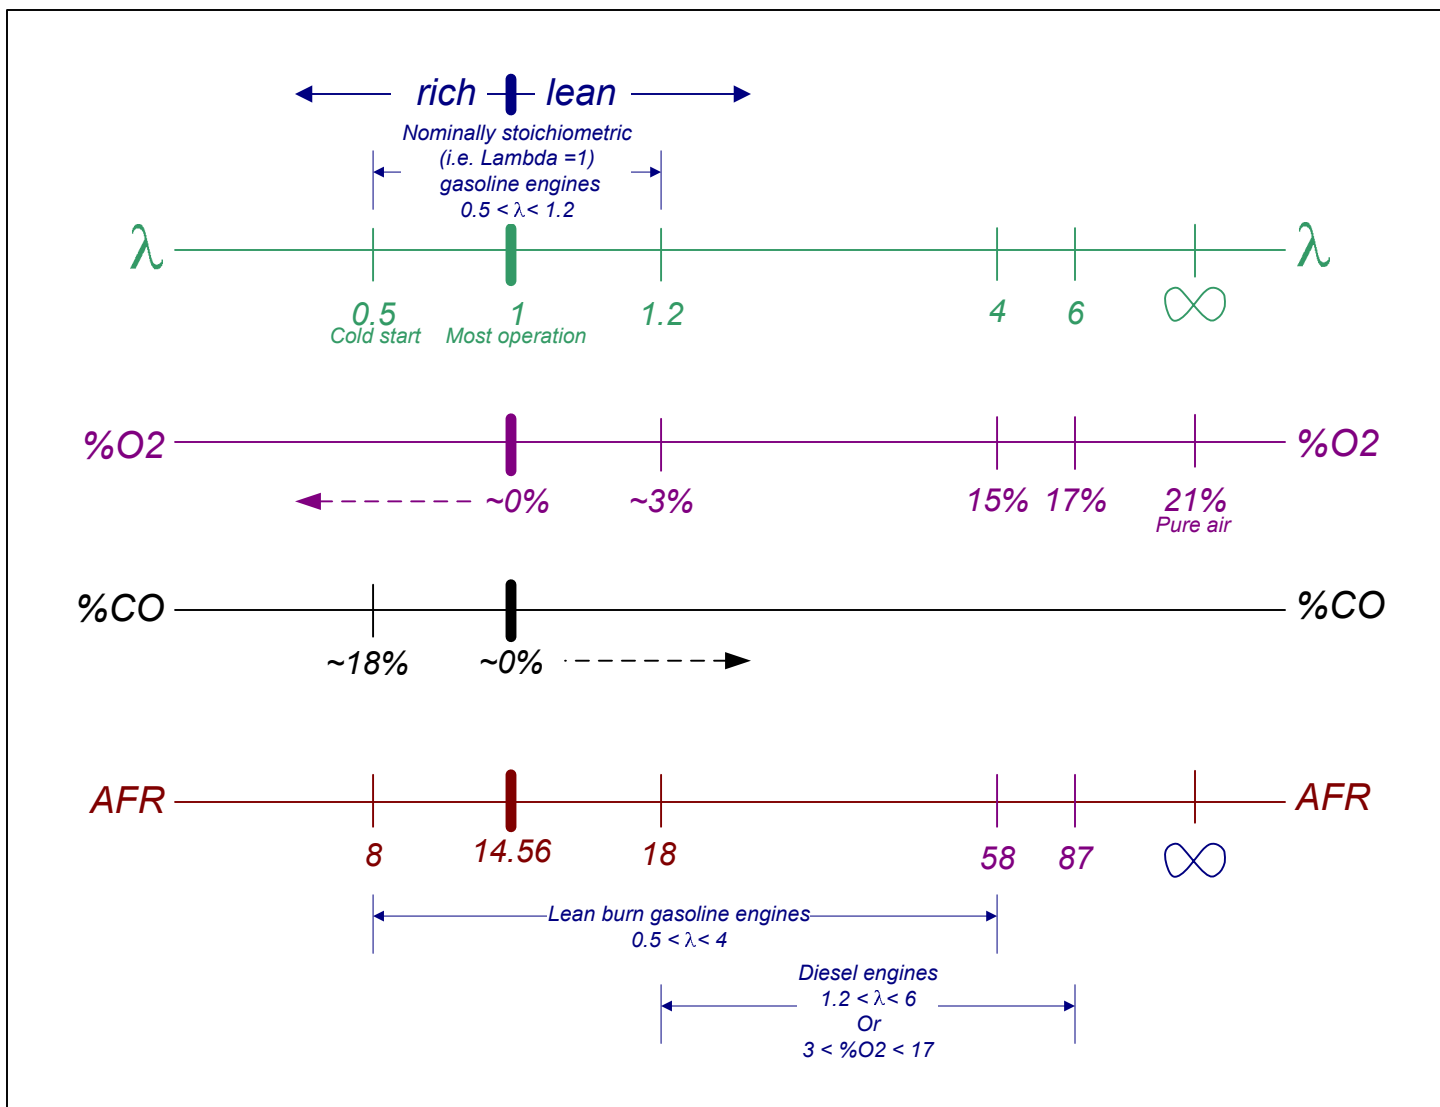 rich lean
Nominally stoichiometric
(i.e. Lambda =1)
gasoline engines
0.5 < λ< 1.2
λ λ
0.5 1 1.2 4 6 ∞
Cold start Most operation
%O2 %O2
~0% ~3% 15% 17% 21%
Pure air
%CO %CO
~18% ~0%
AFR AFR
8 14.56 18 58 87 ∞
Lean burn gasoline engines
0.5 < λ< 4
Diesel engines
1.2 < λ< 6
Or
3 < %O2 < 17